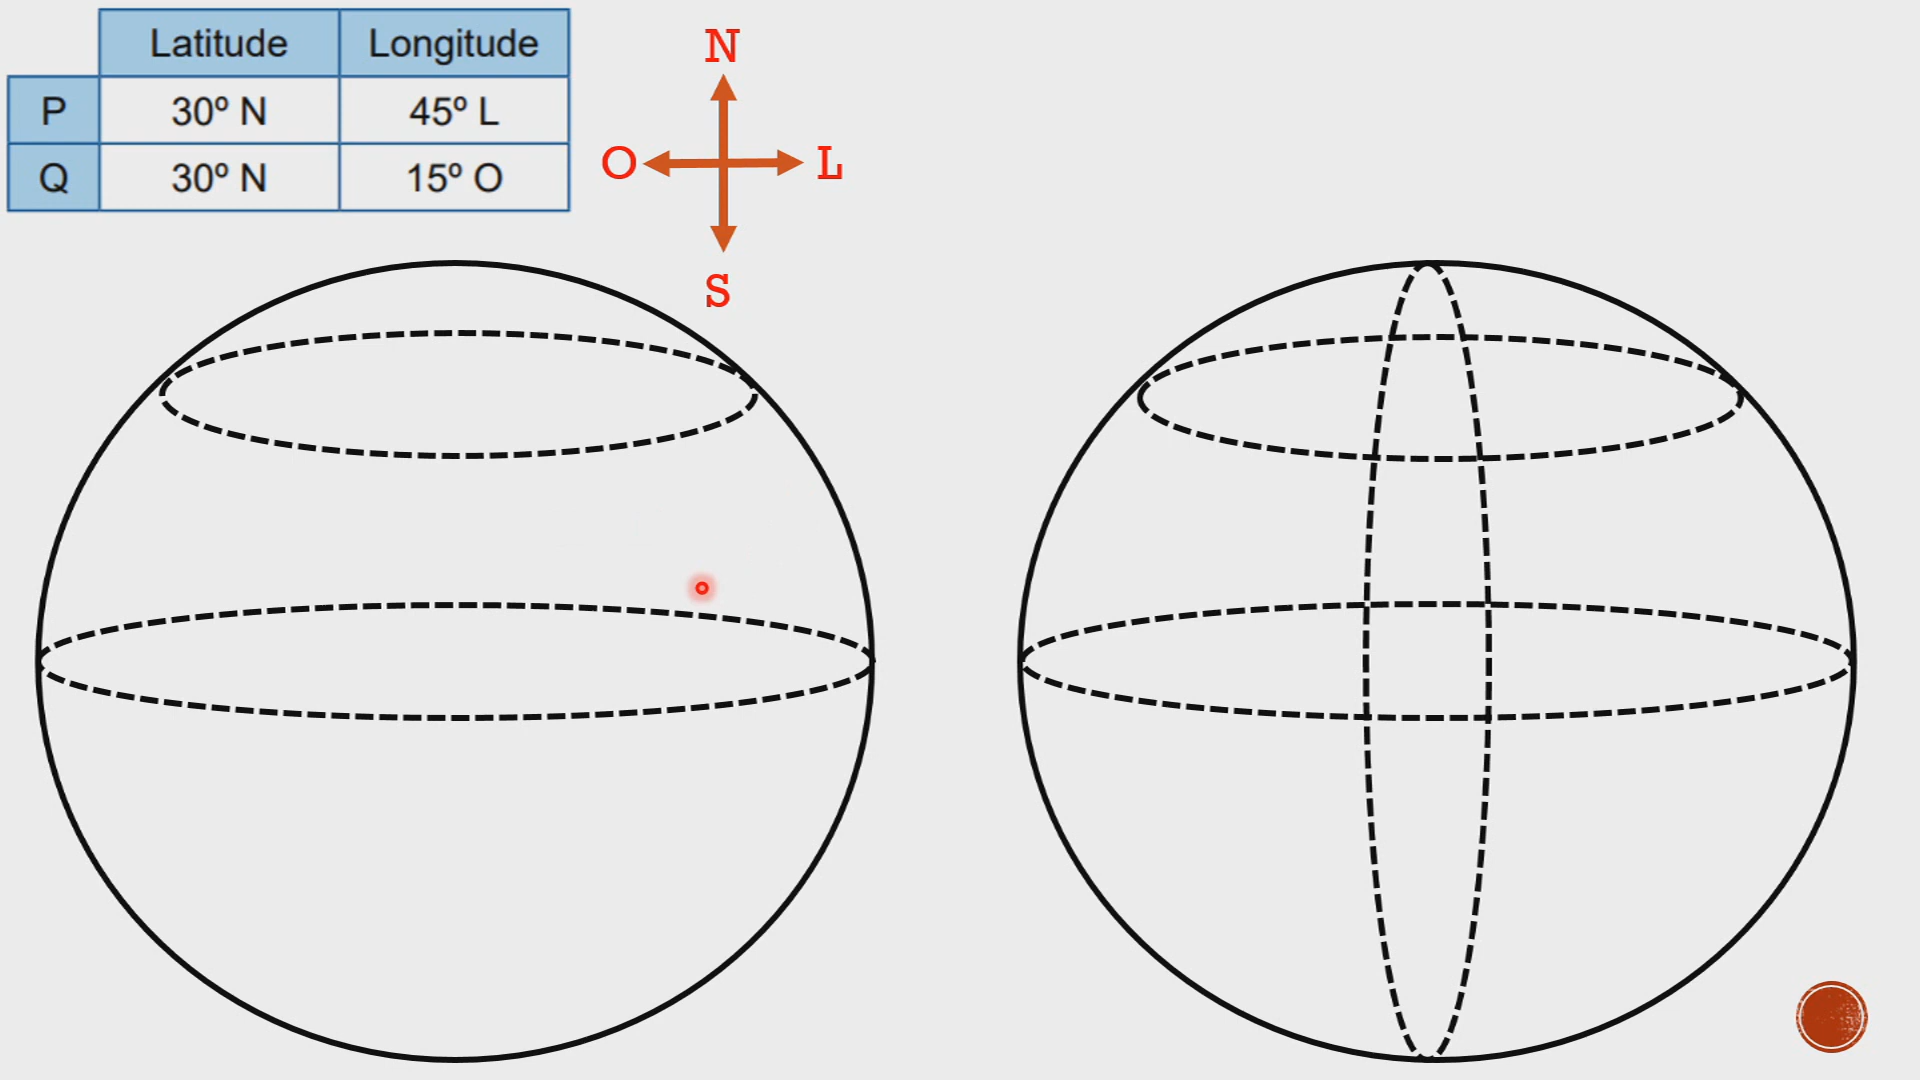 Latitude Longitude
P 30º N 45º L
Q 30º N 15º O
N
O L
S